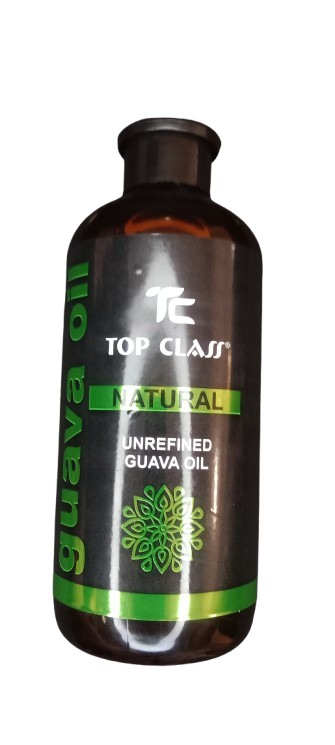 guava oil
TC
TOP CLASS®
NATURAL
UNREFINED
GUAVA OIL